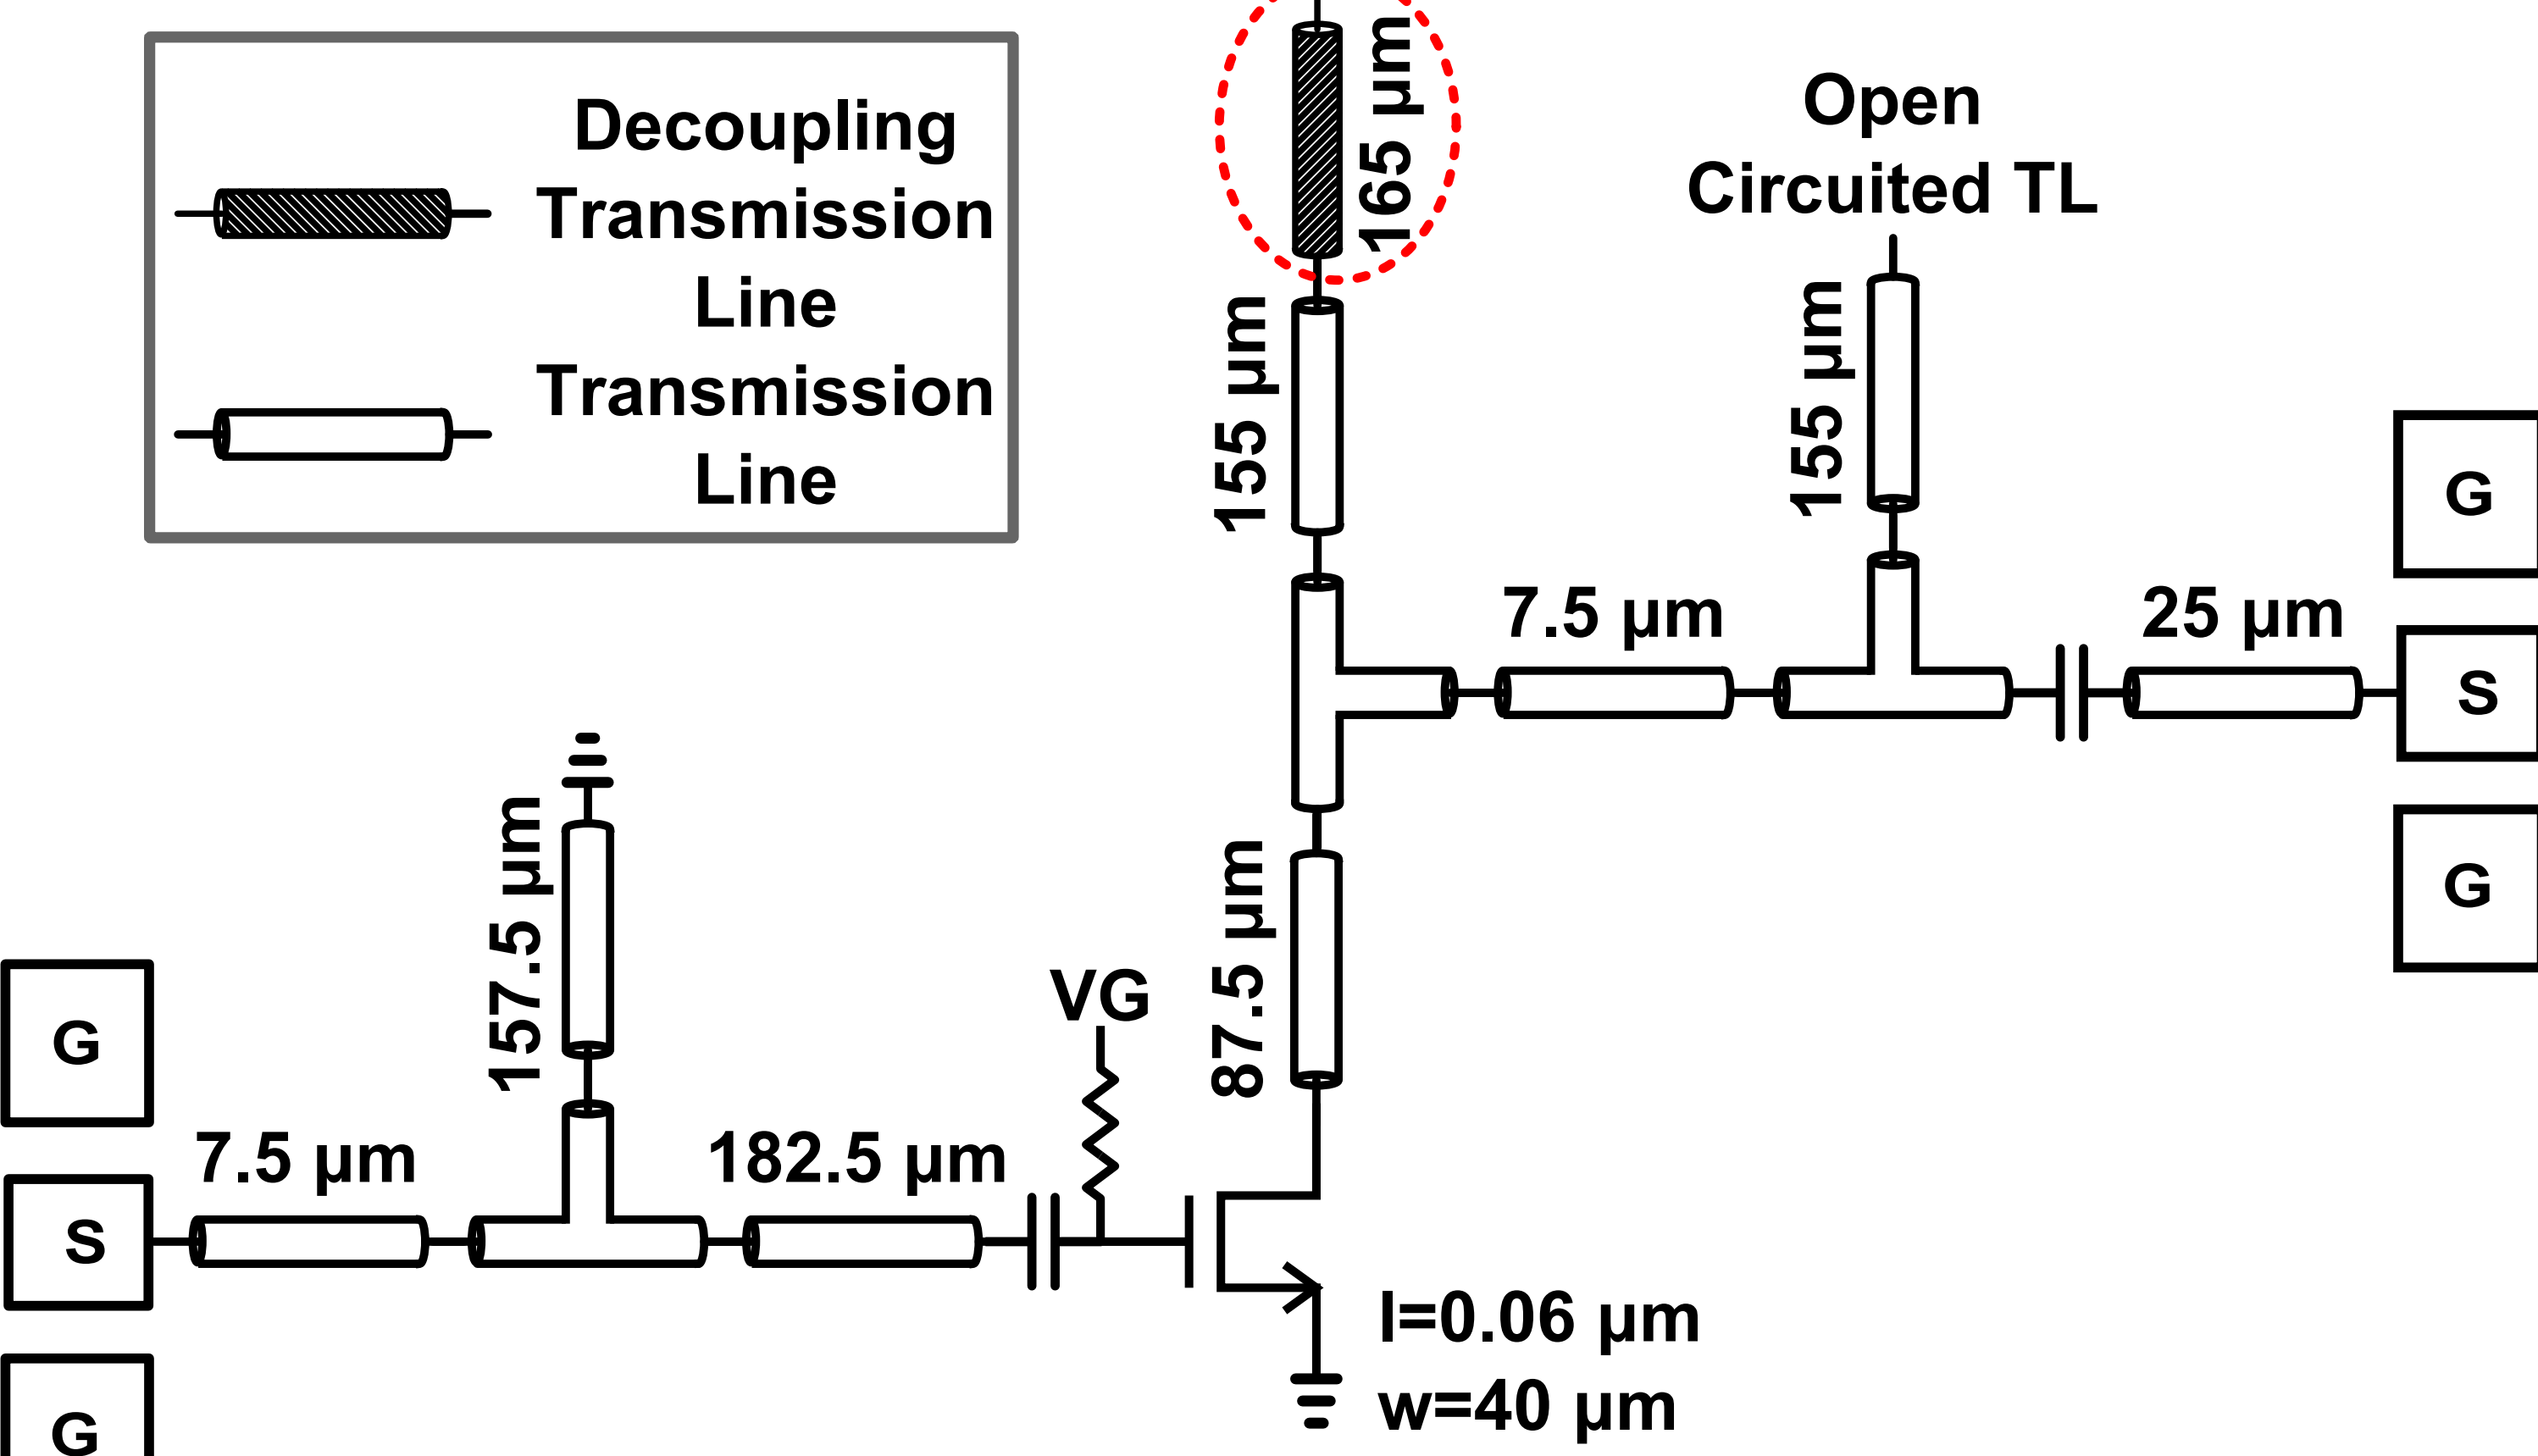 Decoupling
Transmission
Line
Transmission
Line
165 µm
Open
Circuited TL
155 µm
155 µm
G
7.5 µm
25 µm
S
G
87.5 µm
157.5 µm
VG
G
7.5 µm
182.5 µm
S
G
l=0.06 µm
w=40 µm